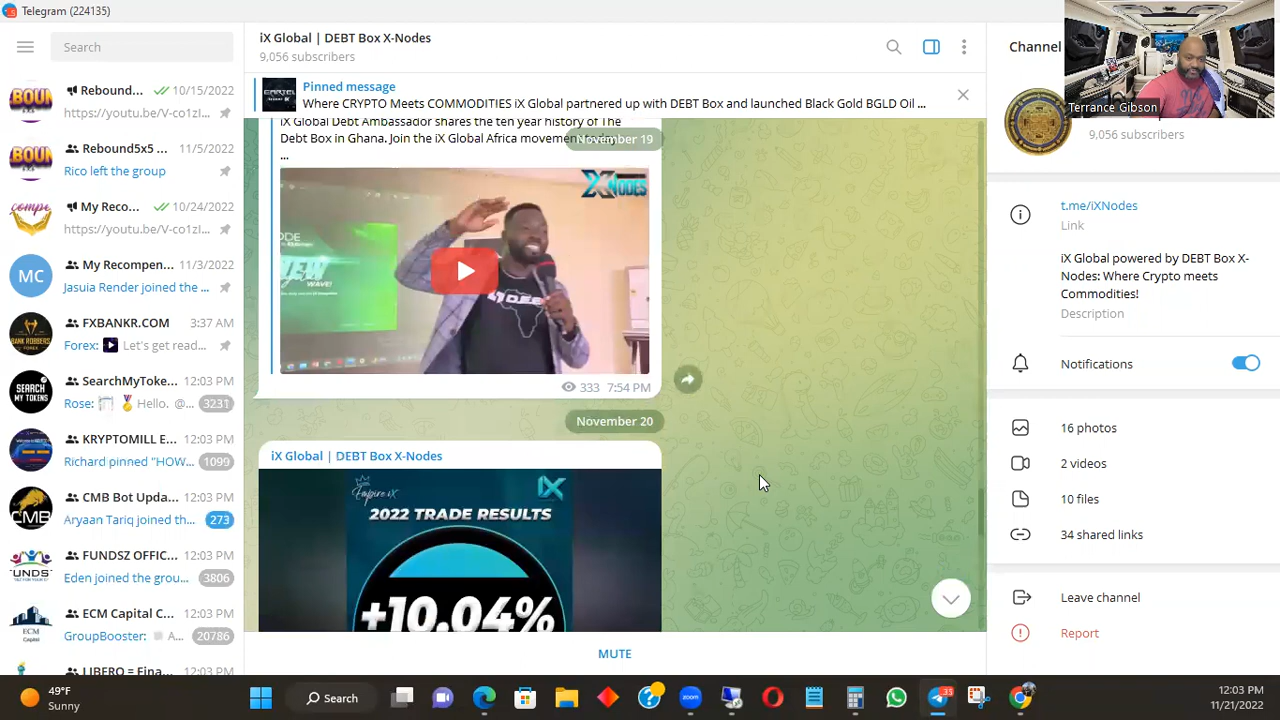 Telegram (224135)
Search
Rebound... 10/15/2022
https://youtu.be/V-co1zI...
Rebound5x5 ... 11/5/2022
Rico left the group
My Reco... 10/24/2022
https://youtu.be/V-co1zI...
MC
My Recompen... 11/3/2022
Jasuia Render joined the ...
FXBANKR.COM 3:37 AM
Forex: Let's get read...
SearchMyToke... 12:03 PM
Rose: Hello. @... 3231
KRYPTOMILL E... 12:03 PM
Richard pinned "HOW... 1099
CMB Bot Upda... 12:03 PM
Aryaan Tariq joined th... 273
FUNDSZ OFFIC... 12:03 PM
Eden joined the grou... 3806
ECM Capital C... 12:03 PM
GroupBooster: A... 20786
LIBERO = Fina... 12:03 PM
iX Global | DEBT Box X-Nodes
9,056 subscribers
Pinned message
Where CRYPTO Meets COMMODITIES iX Global partnered up with DEBT Box and launched Black Gold BGLD Oil ...
iX Global Debt Ambassador shares the ten year history of The
Debt Box in Ghana. Join the iX Global Africa movement
...
November 19
XNODES
333 7:54 PM
November 20
iX Global | DEBT Box X-Nodes
Empire iX
2022 TRADE RESULTS
+10.04%
MUTE
Channel
Terrance Gibson
9,056 subscribers
t.me/iXNodes
Link
iX Global powered by DEBT Box X-
Nodes: Where Crypto meets
Commodities!
Description
Notifications
16 photos
2 videos
10 files
34 shared links
Leave channel
Report
49°F
Sunny
Search
zoom
35
12:03 PM
11/21/2022